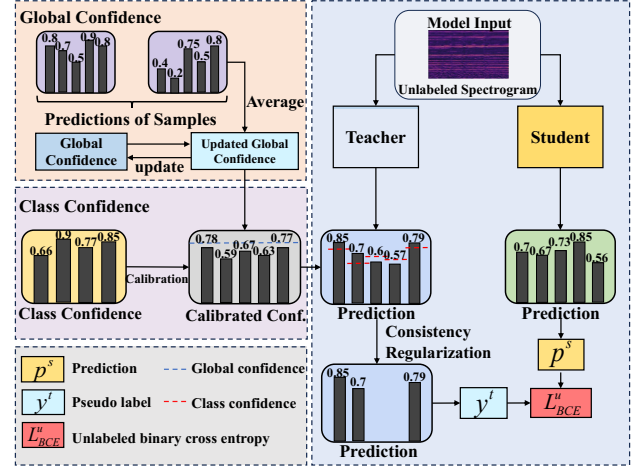 Global Confidence
0.8 0.7 0.5 0.9 0.8
0.4 0.2 0.75 0.5 0.8
Predictions of Samples
Average
Global
Confidence
update
Updated Global
Confidence
Class Confidence
0.66 0.9 0.77 0.85
Class Confidence
Calibration
0.78 0.59 0.67 0.63 0.77
Calibrated Conf.
Model Input
Unlabeled Spectrogram
Teacher
Student
0.85 0.7 0.6 0.57 0.79
Prediction
0.7 0.67 0.73 0.85 0.56
Prediction
Consistency
Regularization
0.85 0.7 0.79
Prediction
y^t
p^s
L^u_BCE
p^s Prediction
y^t Pseudo label
L^u_BCE Unlabeled binary cross entropy
Global confidence
Class confidence